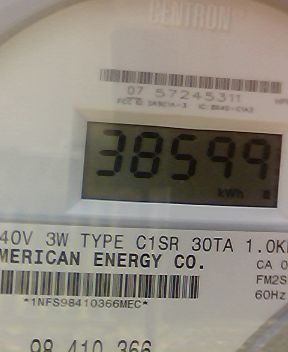 CENTRON
07 57245311
38599
kWh
40V 3W TYPE C1SR 30TA 1.0K
MERICAN ENERGY CO.
CA 0
FM2S
60Hz
*1NFS98410366MEC*
98 410 366